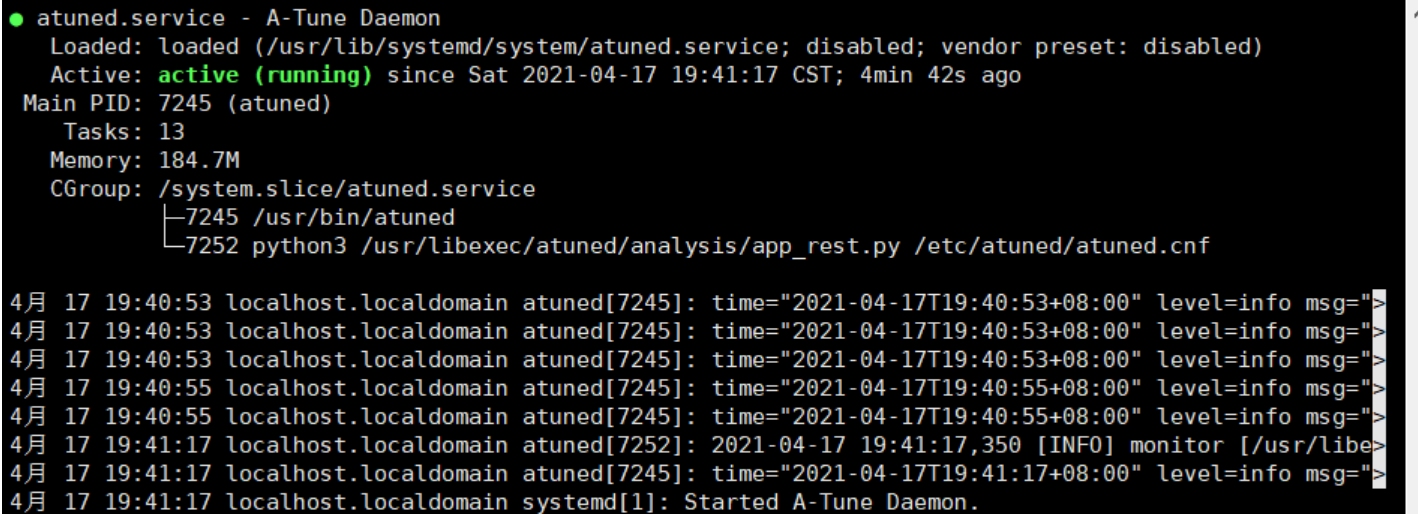 ● atuned.service - A-Tune Daemon
Loaded: loaded (/usr/lib/systemd/system/atuned.service; disabled; vendor preset: disabled)
Active: active (running) since Sat 2021-04-17 19:41:17 CST; 4min 42s ago
Main PID: 7245 (atuned)
Tasks: 13
Memory: 184.7M
CGroup: /system.slice/atuned.service
├─7245 /usr/bin/atuned
└─7252 python3 /usr/libexec/atuned/analysis/app_rest.py /etc/atuned/atuned.cnf
4月 17 19:40:53 localhost.localdomain atuned[7245]: time="2021-04-17T19:40:53+08:00" level=info msg=">
4月 17 19:40:53 localhost.localdomain atuned[7245]: time="2021-04-17T19:40:53+08:00" level=info msg=">
4月 17 19:40:53 localhost.localdomain atuned[7245]: time="2021-04-17T19:40:53+08:00" level=info msg=">
4月 17 19:40:55 localhost.localdomain atuned[7245]: time="2021-04-17T19:40:55+08:00" level=info msg=">
4月 17 19:40:55 localhost.localdomain atuned[7245]: time="2021-04-17T19:40:55+08:00" level=info msg=">
4月 17 19:41:17 localhost.localdomain atuned[7252]: 2021-04-17 19:41:17,350 [INFO] monitor [/usr/libe>
4月 17 19:41:17 localhost.localdomain atuned[7245]: time="2021-04-17T19:41:17+08:00" level=info msg=">
4月 17 19:41:17 localhost.localdomain systemd[1]: Started A-Tune Daemon.